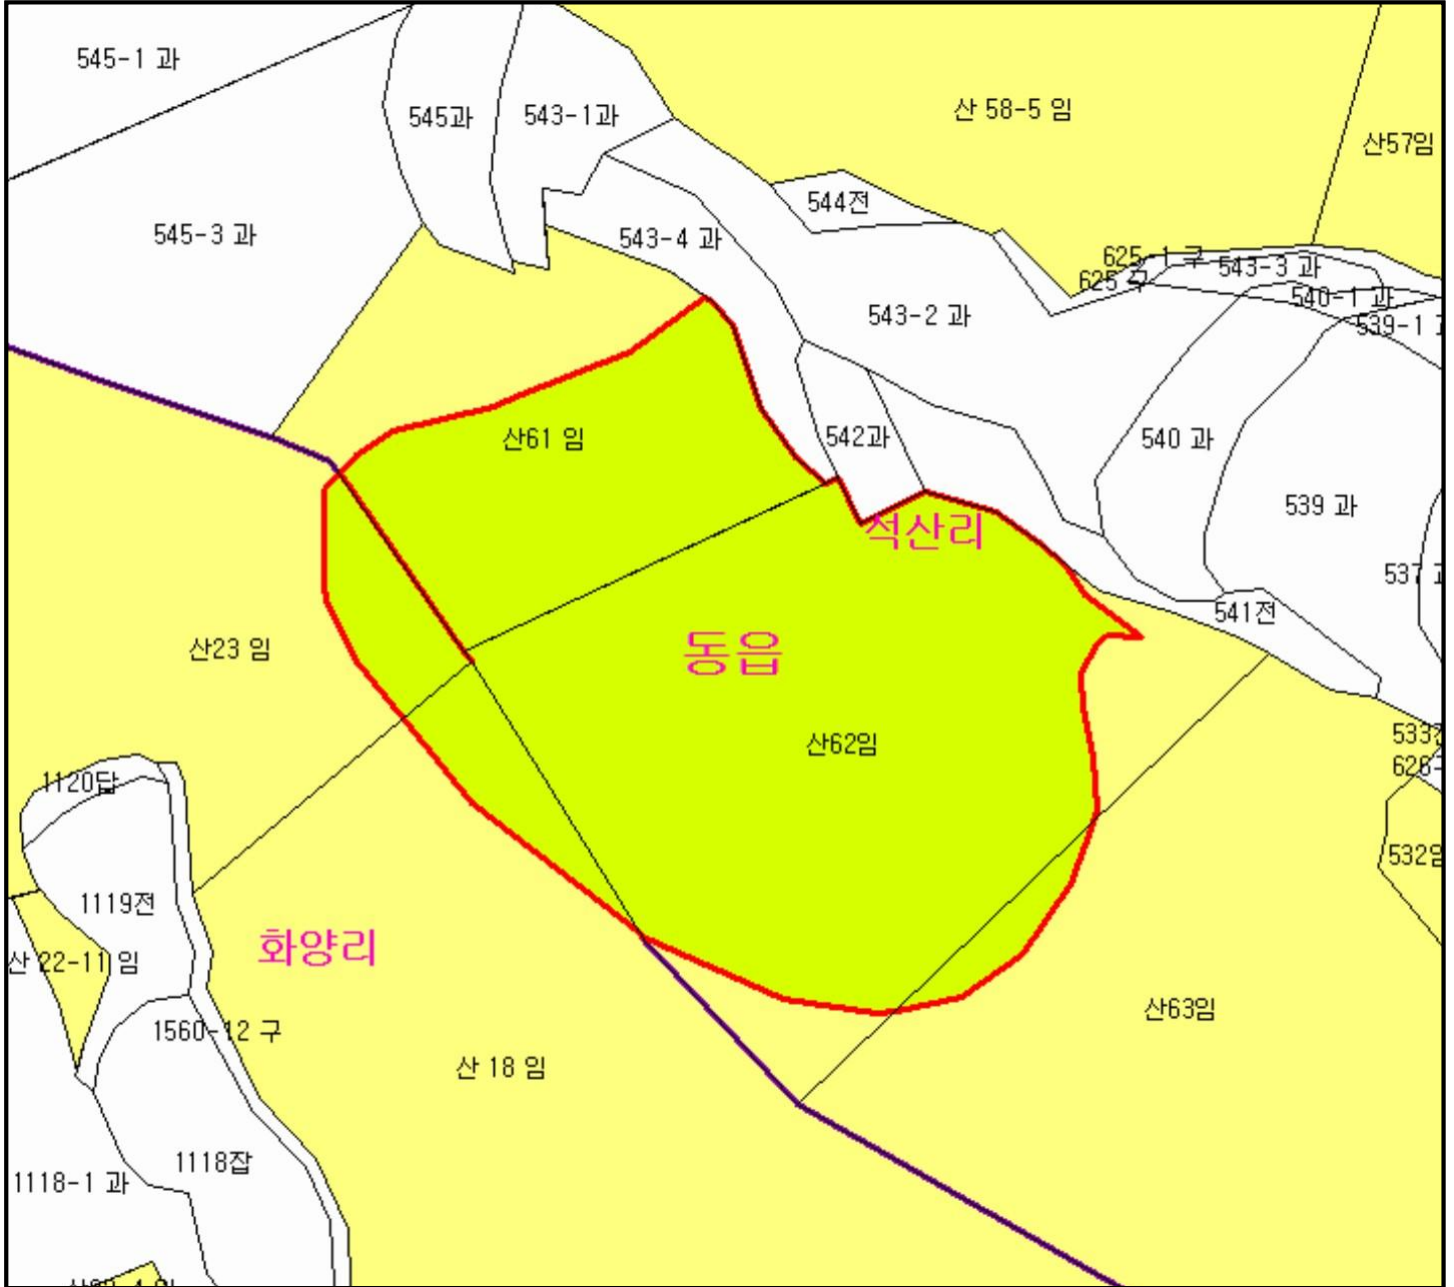 545-1 과
545과
543-1과
산 58-5 임
산57임
545-3 과
543-4 과
544전
625-1 구
625 구
543-3 과
540-1 과
539-1
543-2 과
산61 임
542과
540 과
539 과
석산리
537
541전
산23 임
동읍
산62임
533
626-
1120답
532임
1119전
화양리
산 22-11 임
산63임
1560-12 구
산 18 임
1118잡
1118-1 과